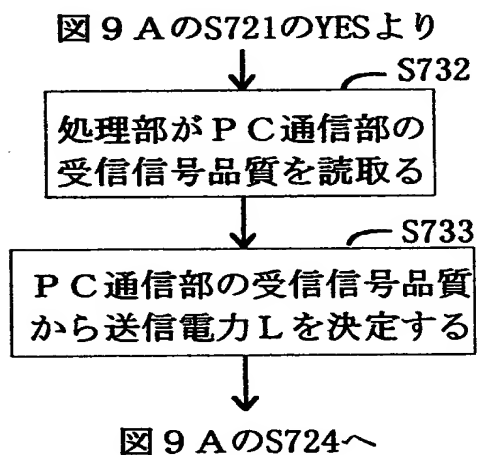 図９ＡのS721のYESより
S732
処理部がＰＣ通信部の
受信信号品質を読取る
S733
ＰＣ通信部の受信信号品質
から送信電力Ｌを決定する
図９ＡのS724へ